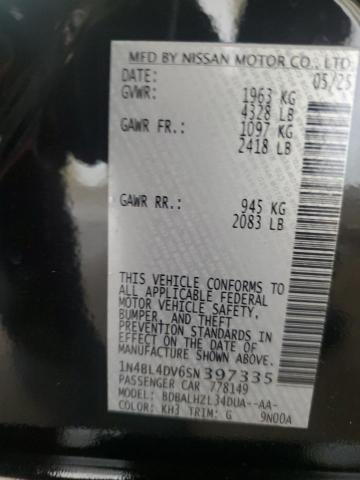 MFD BY NISSAN MOTOR CO., LTD.
DATE: 05/25
GVWR: 1963 KG
4328 LB
GAWR FR.: 1097 KG
2418 LB
GAWR RR.: 945 KG
2083 LB
THIS VEHICLE CONFORMS TO
ALL APPLICABLE FEDERAL
MOTOR VEHICLE SAFETY,
BUMPER, AND THEFT
PREVENTION STANDARDS IN
EFFECT ON THE DATE OF
MANUFACTURE SHOWN ABOVE.
1N4BL4DV6SN397335
PASSENGER CAR 778149
MODEL: BDBALHZL34DUA--AA-
COLOR: KH3 TRIM: G 9N00A